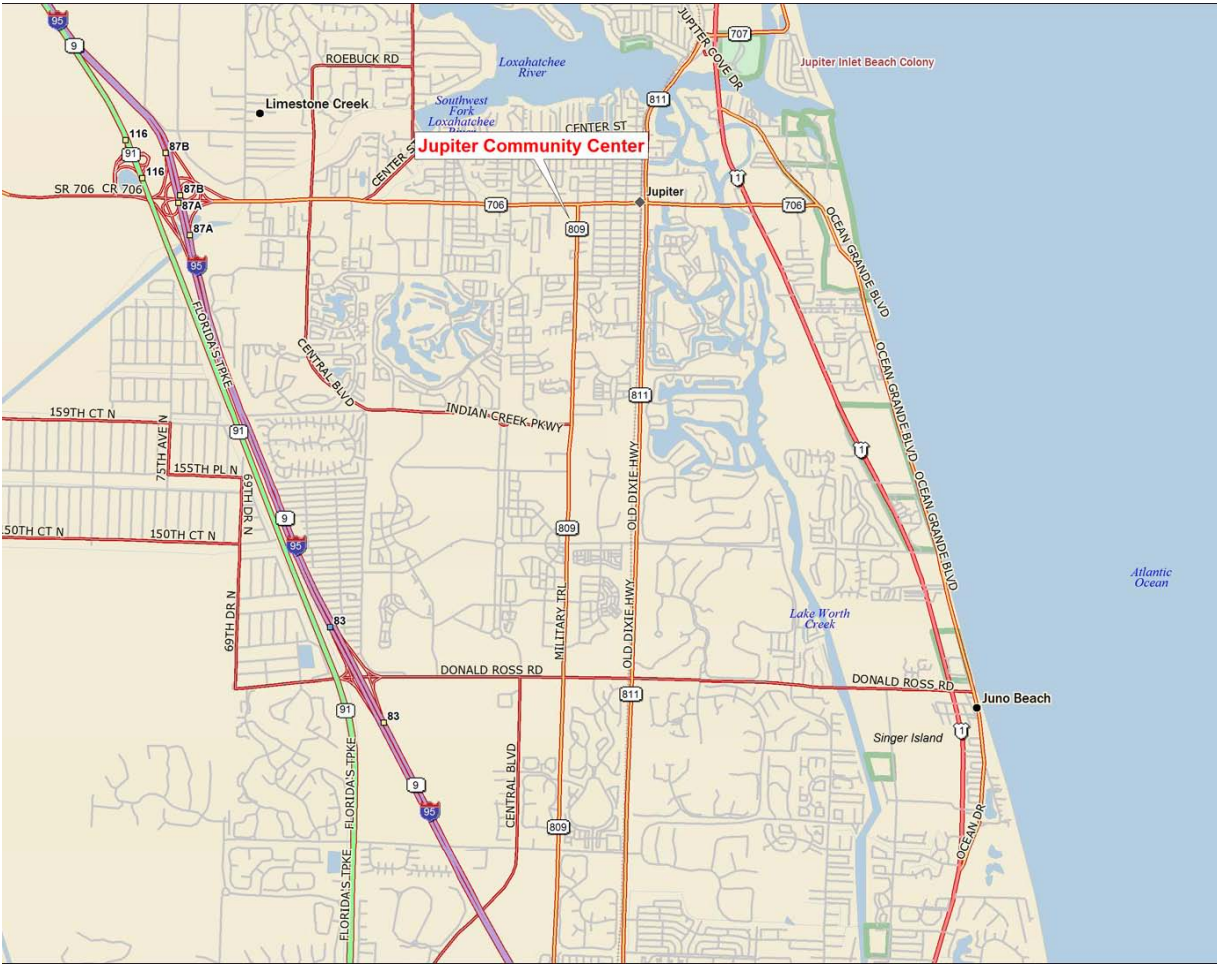 95
9
JUPITER COVE DR
707
ROEBUCK RD
Loxahatchee
River
Jupiter Inlet Beach Colony
Limestone Creek
Southwest
Fork
Loxahatchee
River
811
CENTER ST
116
91
87B
Jupiter Community Center
116
CENTER ST
1
SR 706
CR 706
87B
87A
706
Jupiter
706
87A
809
OCEAN GRANDE BLVD
95
FLORIDA'S TPKE
CENTRAL BLVD
OCEAN GRANDE BLVD
811
159TH CT N
75TH AVE N
INDIAN CREEK PKWY
91
1
155TH PL N
69TH DR N
OLD DIXIE HWY
OCEAN GRANDE BLVD
9
150TH CT N
150TH CT N
809
95
Atlantic
Ocean
69TH DR N
83
MILITARY TRL
OLD DIXIE HWY
Lake Worth
Creek
DONALD ROSS RD
DONALD ROSS RD
811
Juno Beach
91
83
1
Singer Island
FLORIDA'S TPKE
CENTRAL BLVD
9
95
809
OCEAN DR
FLORIDA'S TPKE